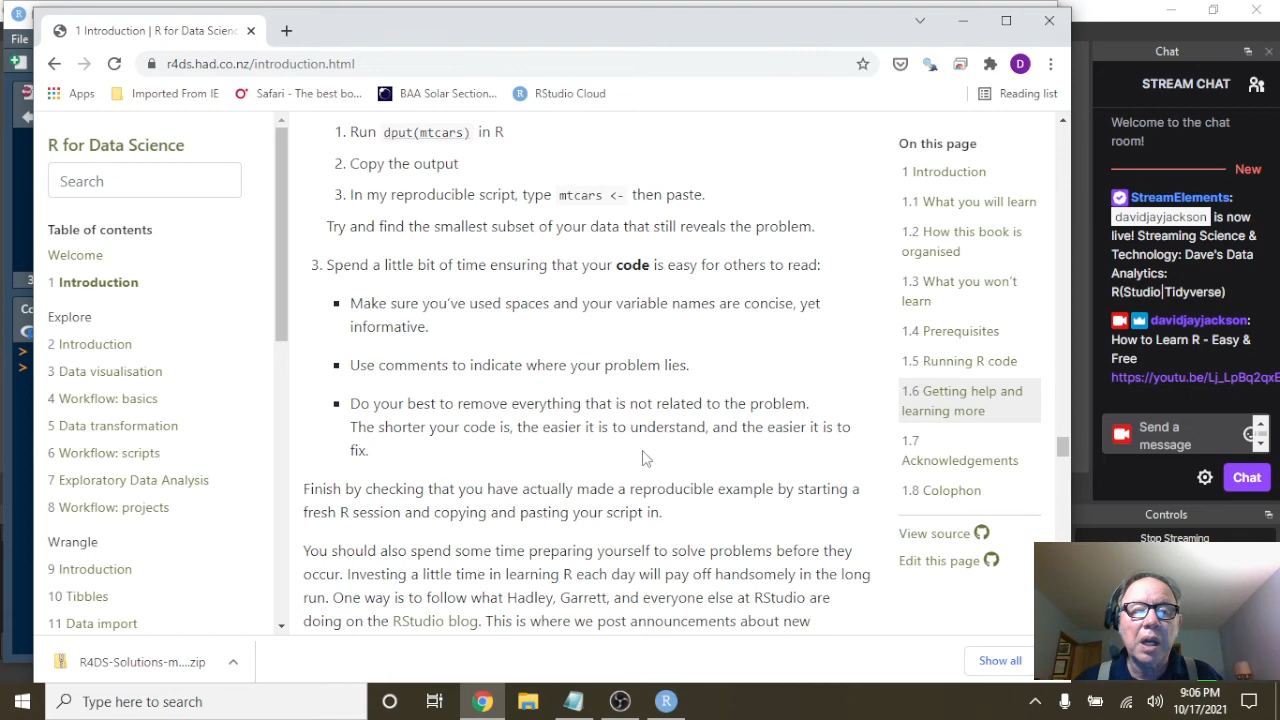 1 Introduction | R for Data Scienc
r4ds.had.co.nz/introduction.html
Apps
Imported From IE
Safari - The best bo...
BAA Solar Section...
RStudio Cloud
Reading list
File
R for Data Science
Search
Table of contents
Welcome
1 Introduction
Explore
2 Introduction
3 Data visualisation
4 Workflow: basics
5 Data transformation
6 Workflow: scripts
7 Exploratory Data Analysis
8 Workflow: projects
Wrangle
9 Introduction
10 Tibbles
11 Data import
1. Run dput(mtcars) in R
2. Copy the output
3. In my reproducible script, type mtcars <- then paste.
Try and find the smallest subset of your data that still reveals the problem.
3. Spend a little bit of time ensuring that your code is easy for others to read:
Make sure you've used spaces and your variable names are concise, yet
informative.
Use comments to indicate where your problem lies.
Do your best to remove everything that is not related to the problem.
The shorter your code is, the easier it is to understand, and the easier it is to
fix.
Finish by checking that you have actually made a reproducible example by starting a
fresh R session and copying and pasting your script in.
You should also spend some time preparing yourself to solve problems before they
occur. Investing a little time in learning R each day will pay off handsomely in the long
run. One way is to follow what Hadley, Garrett, and everyone else at RStudio are
doing on the RStudio blog. This is where we post announcements about new
On this page
1 Introduction
1.1 What you will learn
1.2 How this book is
organised
1.3 What you won't
learn
1.4 Prerequisites
1.5 Running R code
1.6 Getting help and
learning more
1.7
Acknowledgements
1.8 Colophon
View source
Edit this page
Chat
STREAM CHAT
Welcome to the chat
room!
New
StreamElements:
davidjayjackson is now
live! Streaming Science &
Technology: Dave's Data
Analytics:
R(Studio|Tidyverse)
davidjayjackson:
How to Learn R - Easy &
Free
https://youtu.be/Lj_LpBq2qxE
Send a
message
Chat
Controls
Stop Streaming
R4DS-Solutions-m....zip
Show all
Type here to search
9:06 PM
10/17/2021